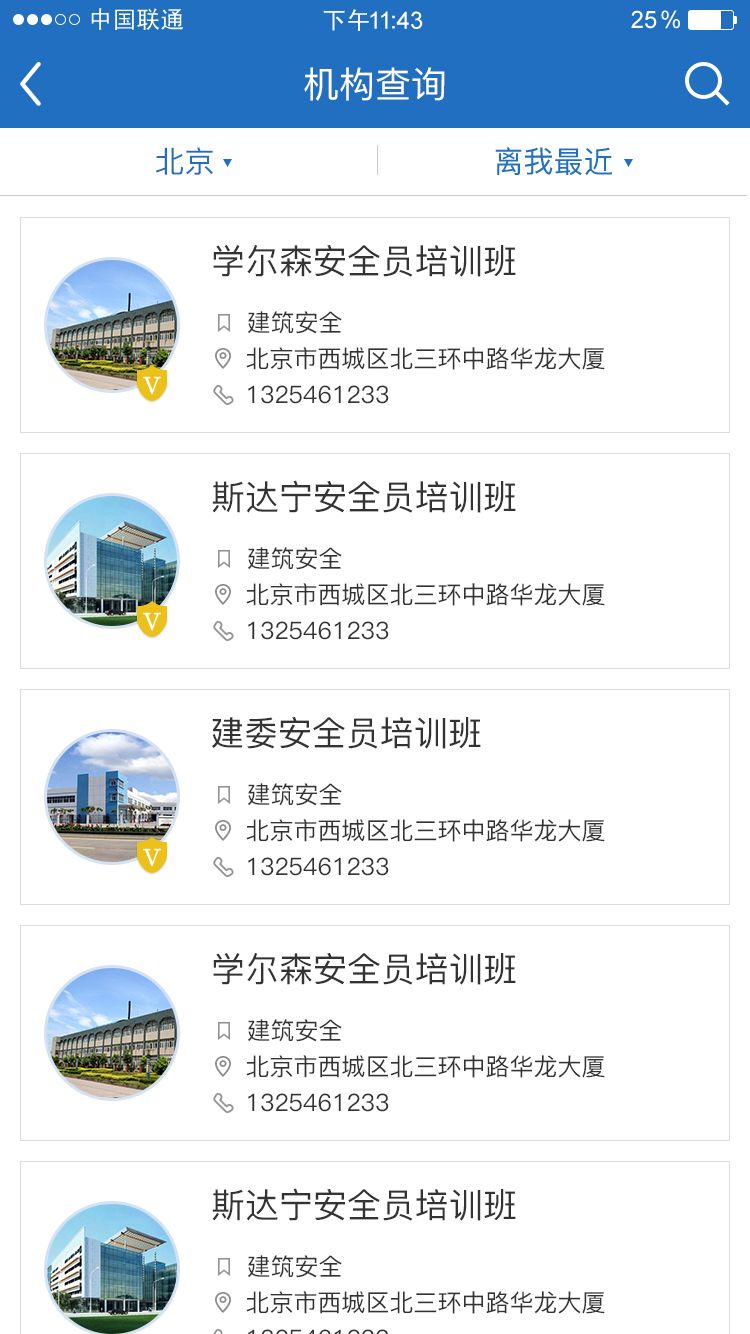 中国联通 下午11:43 25%
机构查询
北京 离我最近
学尔森安全员培训班
建筑安全
北京市西城区北三环中路华龙大厦
1325461233
V
斯达宁安全员培训班
建筑安全
北京市西城区北三环中路华龙大厦
1325461233
V
建委安全员培训班
建筑安全
北京市西城区北三环中路华龙大厦
1325461233
V
学尔森安全员培训班
建筑安全
北京市西城区北三环中路华龙大厦
1325461233
斯达宁安全员培训班
建筑安全
北京市西城区北三环中路华龙大厦